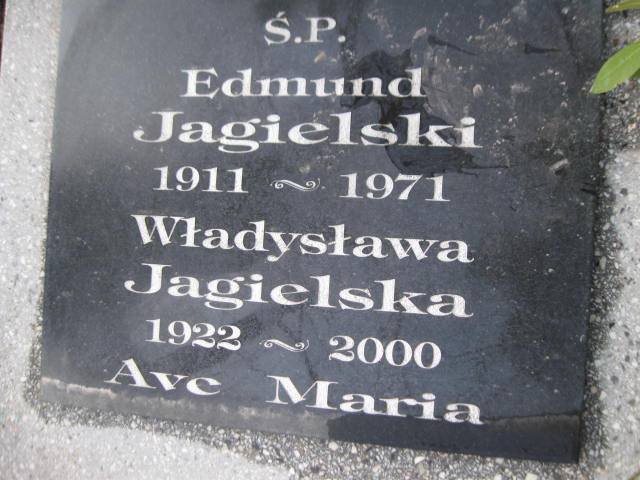 Ś.P.
Edmund
Jagielski
1911 ~ 1971
Władysława
Jagielska
1922 ~ 2000
Ave Maria